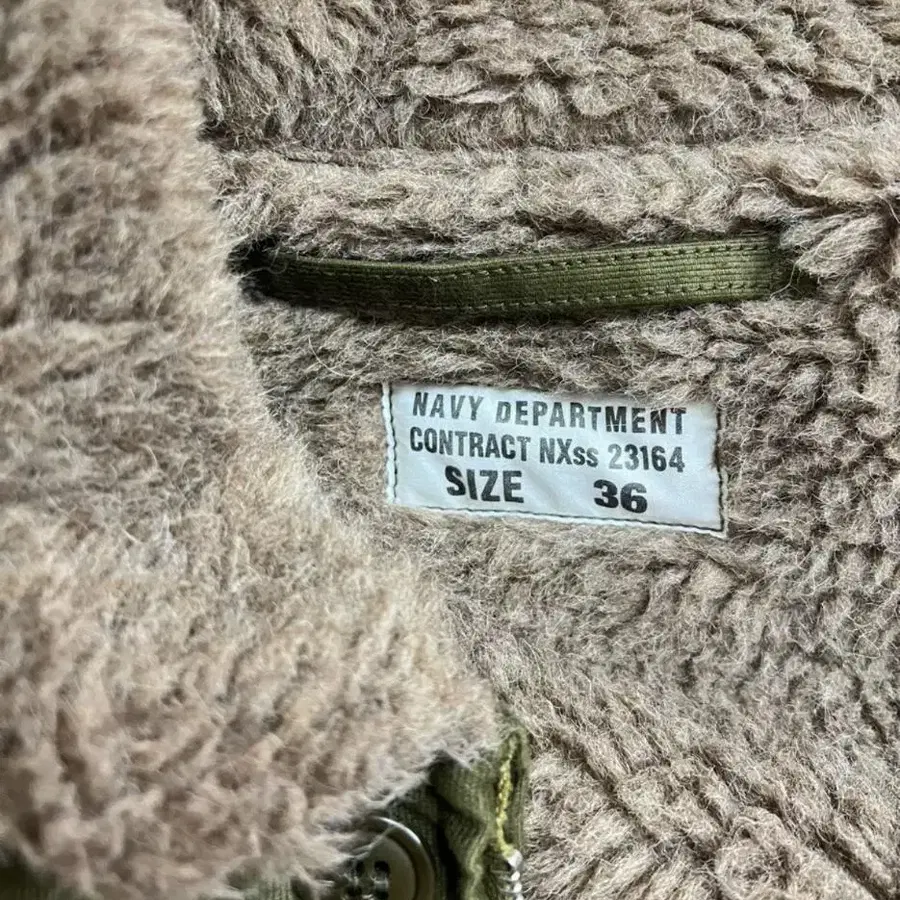 NAVY DEPARTMENT
CONTRACT NXss 23164
SIZE 36